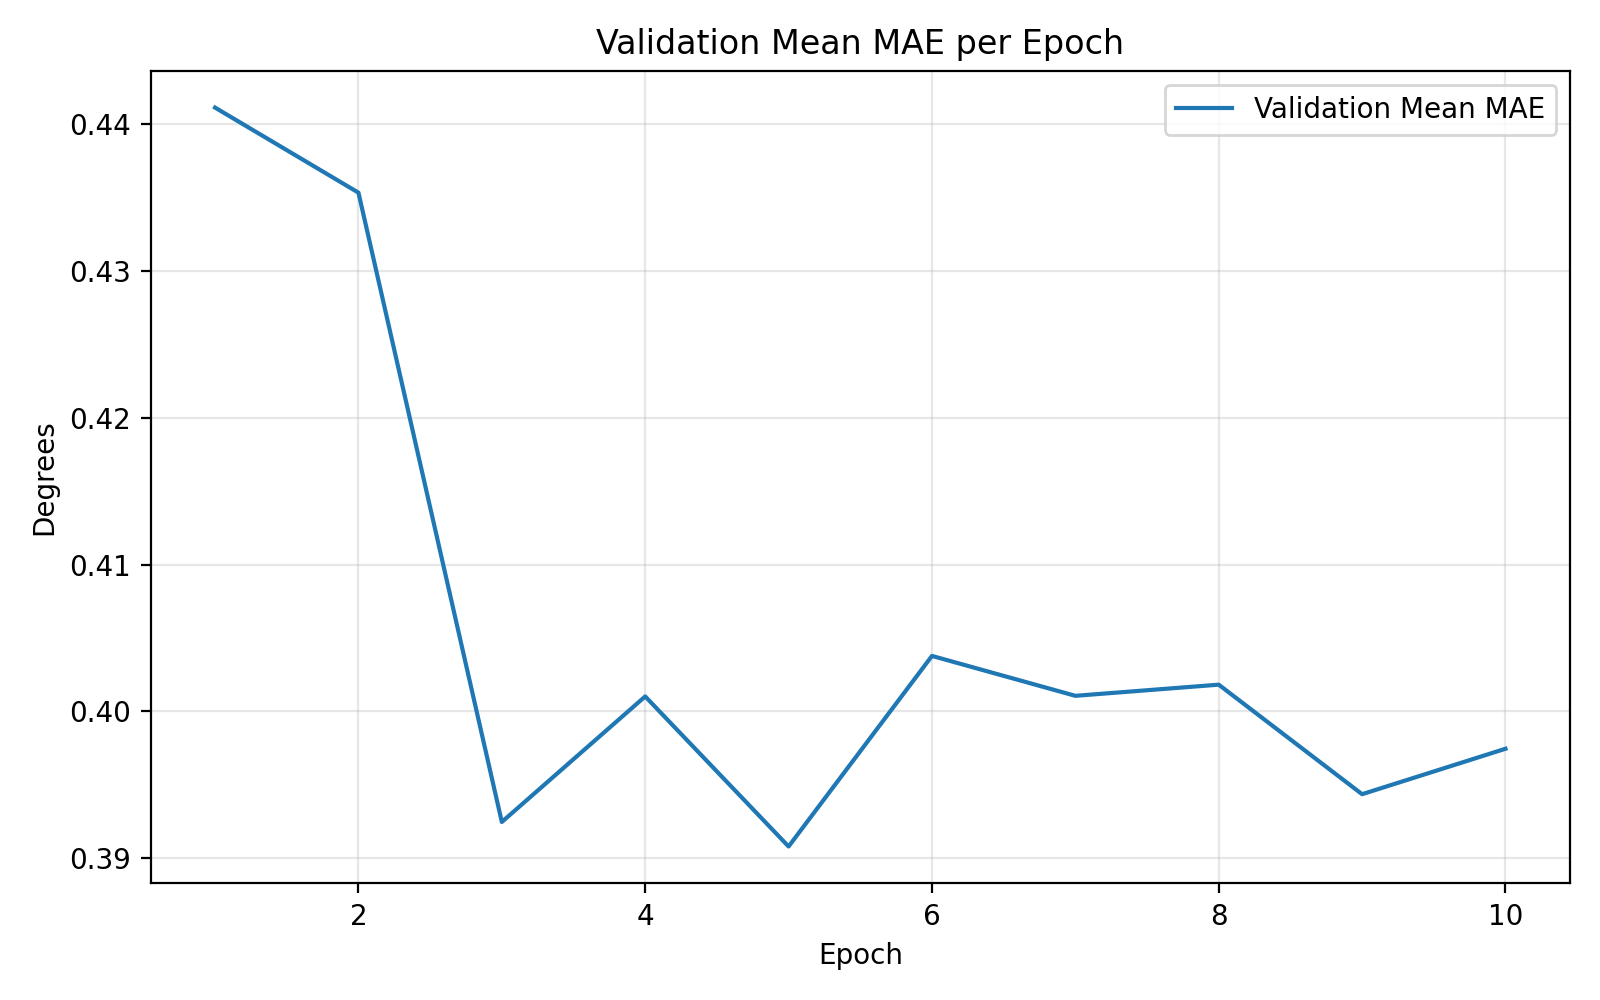 Validation Mean MAE per Epoch
Validation Mean MAE
0.44
0.43
0.42
0.41
0.40
0.39
Degrees
2 4 6 8 10
Epoch